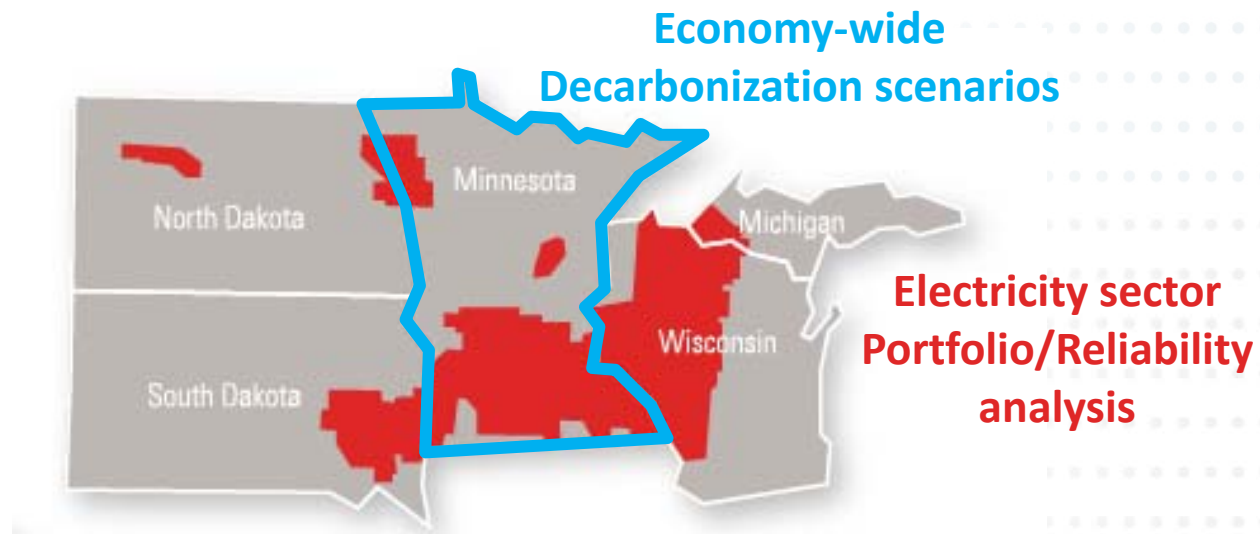 Economy-wide
Decarbonization scenarios
Minnesota
North Dakota
Michigan
Electricity sector
Portfolio/Reliability
analysis
Wisconsin
South Dakota